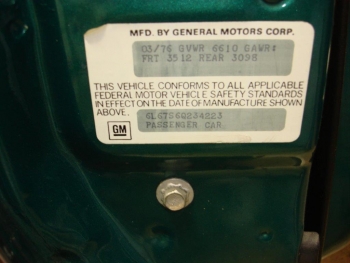 MFD. BY GENERAL MOTORS CORP.
03/76 GVWR 6610 GAWR#
FRT 3512 REAR 3098
THIS VEHICLE CONFORMS TO ALL APPLICABLE
FEDERAL MOTOR VEHICLE SAFETY STANDARDS
IN EFFECT ON THE DATE OF MANUFACTURE SHOWN
ABOVE.
6L67S6Q234223
PASSENGER CAR
GM